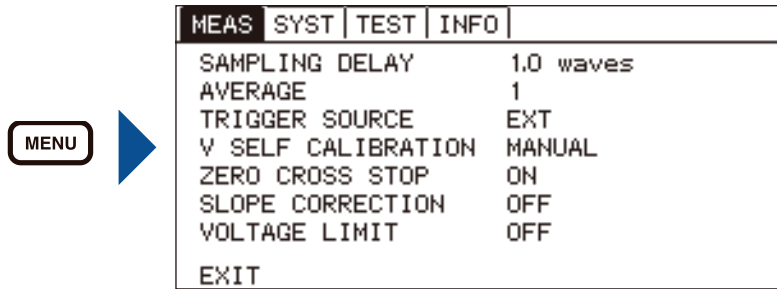 MENU
MEAS SYST TEST INFO
SAMPLING DELAY 1.0 waves
AVERAGE 1
TRIGGER SOURCE EXT
V SELF CALIBRATION MANUAL
ZERO CROSS STOP ON
SLOPE CORRECTION OFF
VOLTAGE LIMIT OFF
EXIT